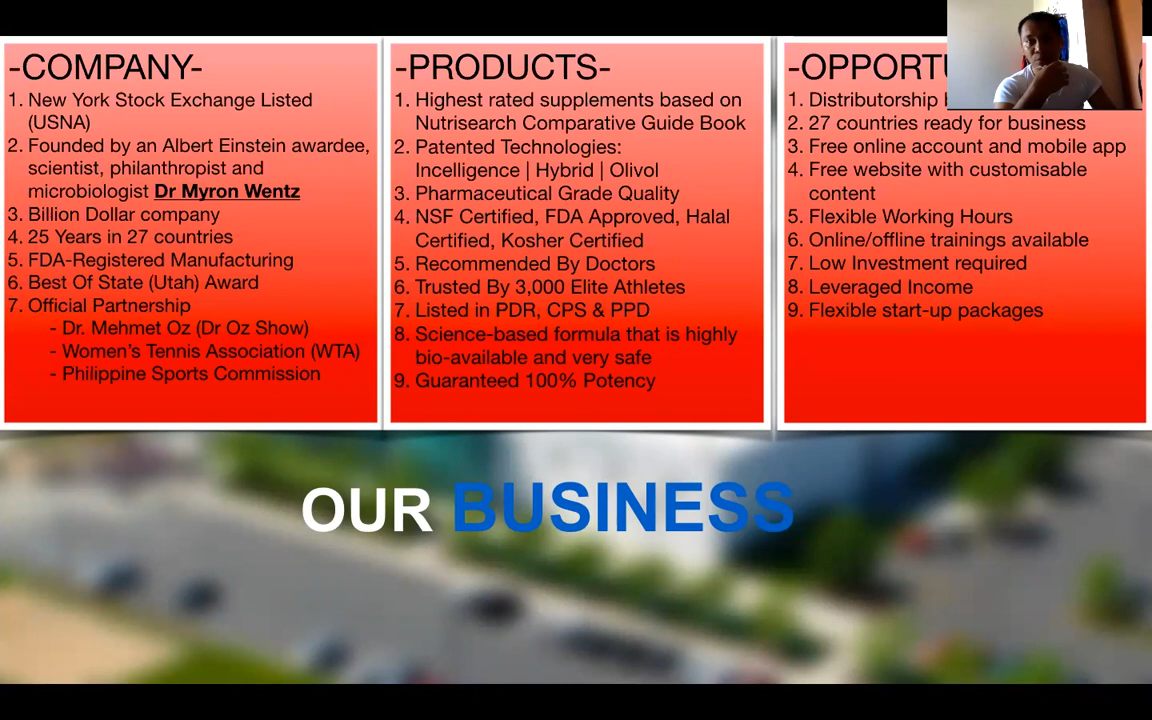 -COMPANY-
1. New York Stock Exchange Listed
(USNA)
2. Founded by an Albert Einstein awardee,
scientist, philanthropist and
microbiologist Dr Myron Wentz
3. Billion Dollar company
4. 25 Years in 27 countries
5. FDA-Registered Manufacturing
6. Best Of State (Utah) Award
7. Official Partnership
- Dr. Mehmet Oz (Dr Oz Show)
- Women's Tennis Association (WTA)
- Philippine Sports Commission
-PRODUCTS-
1. Highest rated supplements based on
Nutrisearch Comparative Guide Book
2. Patented Technologies:
Incelligence | Hybrid | Olivol
3. Pharmaceutical Grade Quality
4. NSF Certified, FDA Approved, Halal
Certified, Kosher Certified
5. Recommended By Doctors
6. Trusted By 3,000 Elite Athletes
7. Listed in PDR, CPS & PPD
8. Science-based formula that is highly
bio-available and very safe
9. Guaranteed 100% Potency
1. Distributorship
2. 27 countries ready for business
3. Free online account and mobile app
4. Free website with customisable
content
5. Flexible Working Hours
6. Online/offline trainings available
7. Low Investment required
8. Leveraged Income
9. Flexible start-up packages
OUR BUSINESS